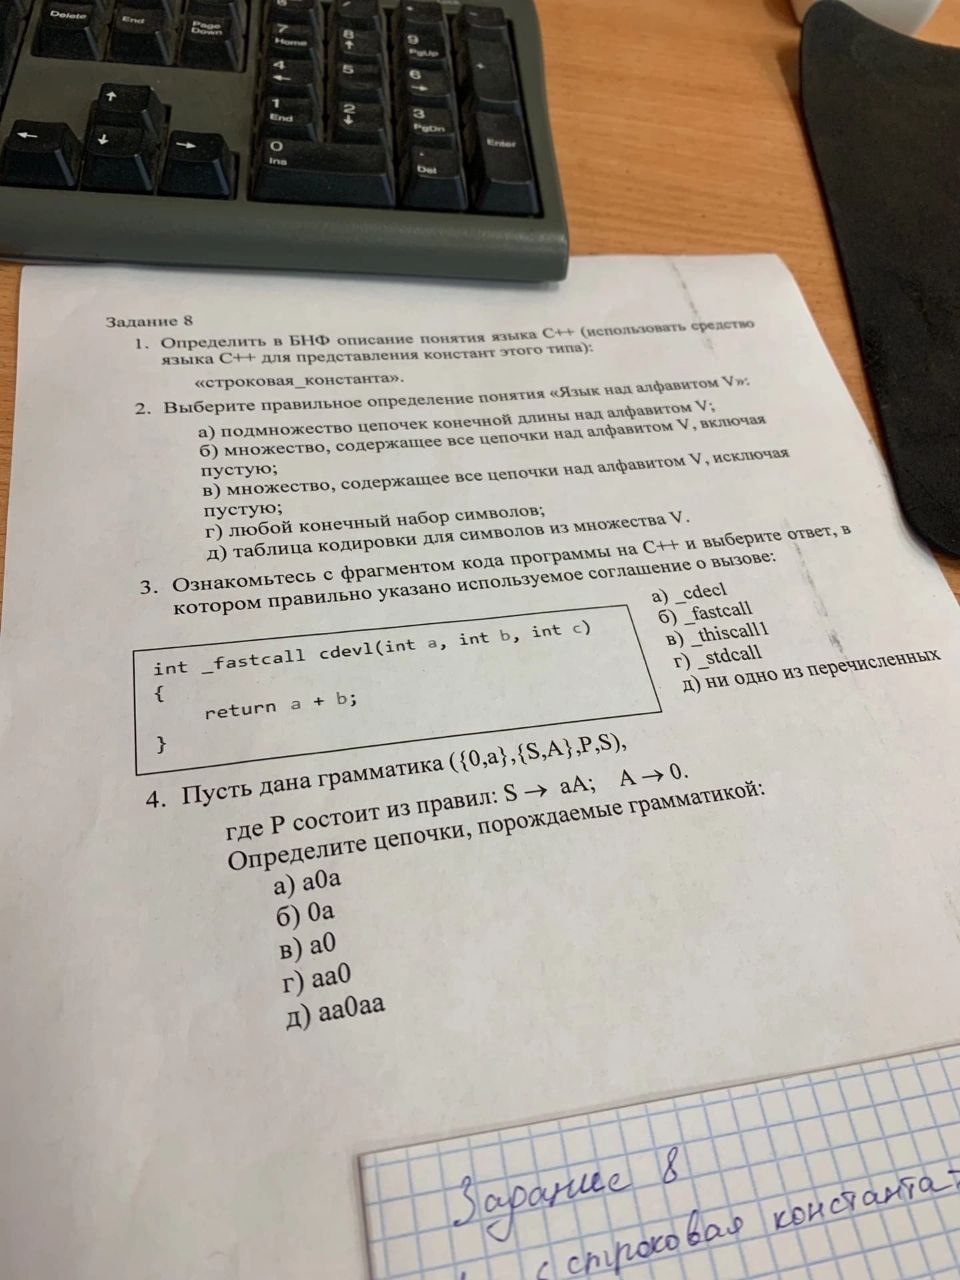 Delete
End
Page
Down
7
Home
8
9
PgUp
+
4
5
6
1
End
2
3
PgDn
Enter
0
Ins
Del
Задание 8
1. Определить в БНФ описание понятия языка С++ (использовать средство
языка С++ для представления констант этого типа):
«строковая_константа».
2. Выберите правильное определение понятия «Язык над алфавитом V»:
а) подмножество цепочек конечной длины над алфавитом V;
б) множество, содержащее все цепочки над алфавитом V, включая
пустую;
в) множество, содержащее все цепочки над алфавитом V, исключая
пустую;
г) любой конечный набор символов;
д) таблица кодировки для символов из множества V.
3. Ознакомьтесь с фрагментом кода программы на С++ и выберите ответ, в
котором правильно указано используемое соглашение о вызове:
int _fastcall cdevl(int a, int b, int c)
{
return a + b;
}
а) _cdecl
б) _fastcall
в) _thiscall1
г) _stdcall
д) ни одно из перечисленных
4. Пусть дана грамматика ({0,a},{S,A},P,S),
где P состоит из правил: S → aA; A → 0.
Определите цепочки, порождаемые грамматикой:
а) a0a
б) 0a
в) a0
г) aa0
д) aa0aa
Задание 8
< строковая константа